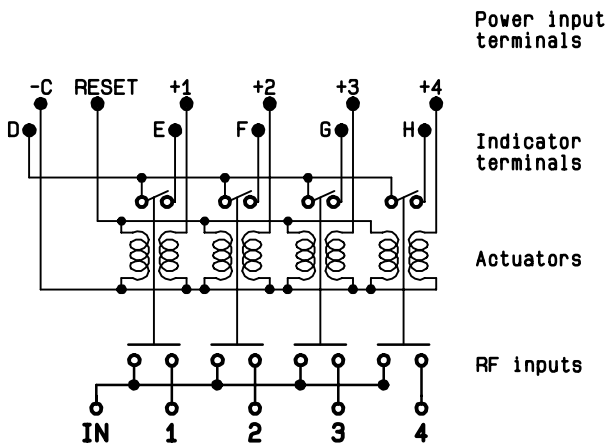 Power input
terminals
-C RESET +1 +2 +3 +4
D E F G H
Indicator
terminals
Actuators
RF inputs
IN 1 2 3 4